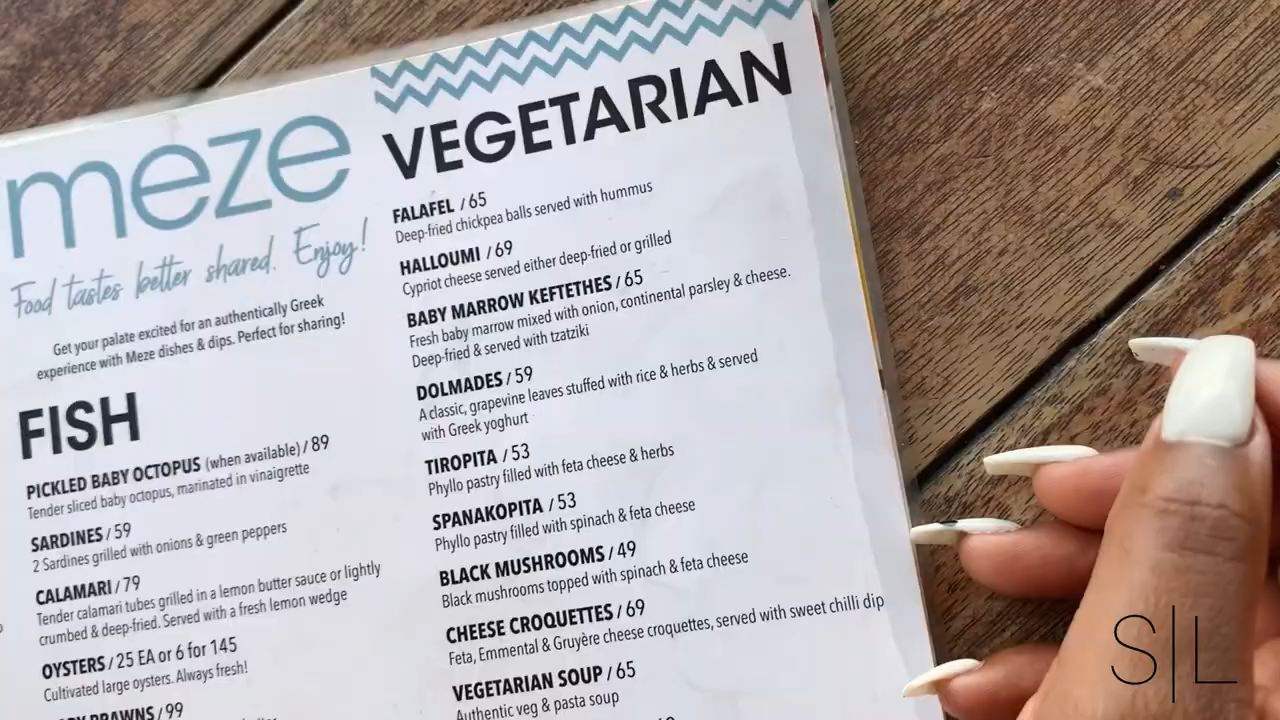 meze
Food tastes better shared. Enjoy!
Get your palate excited for an authentically Greek
experience with Meze dishes & dips. Perfect for sharing!
FISH
PICKLED BABY OCTOPUS (when available) / 89
Tender sliced baby octopus, marinated in vinaigrette
SARDINES / 59
2 Sardines grilled with onions & green peppers
CALAMARI / 79
Tender calamari tubes grilled in a lemon butter sauce or lightly
crumbed & deep-fried. Served with a fresh lemon wedge
OYSTERS / 25 EA or 6 for 145
Cultivated large oysters. Always fresh!
PRAWNS / 99
VEGETARIAN
FALAFEL / 65
Deep-fried chickpea balls served with hummus
HALLOUMI / 69
Cypriot cheese served either deep-fried or grilled
BABY MARROW KEFTETHES / 65
Fresh baby marrow mixed with onion, continental parsley & cheese.
Deep-fried & served with tzatziki
DOLMADES / 59
A classic, grapevine leaves stuffed with rice & herbs & served
with Greek yoghurt
TIROPITA / 53
Phyllo pastry filled with feta cheese & herbs
SPANAKOPITA / 53
Phyllo pastry filled with spinach & feta cheese
BLACK MUSHROOMS / 49
Black mushrooms topped with spinach & feta cheese
CHEESE CROQUETTES / 69
Feta, Emmental & Gruyère cheese croquettes, served with sweet chilli dip
VEGETARIAN SOUP / 65
Authentic veg & pasta soup
S|L